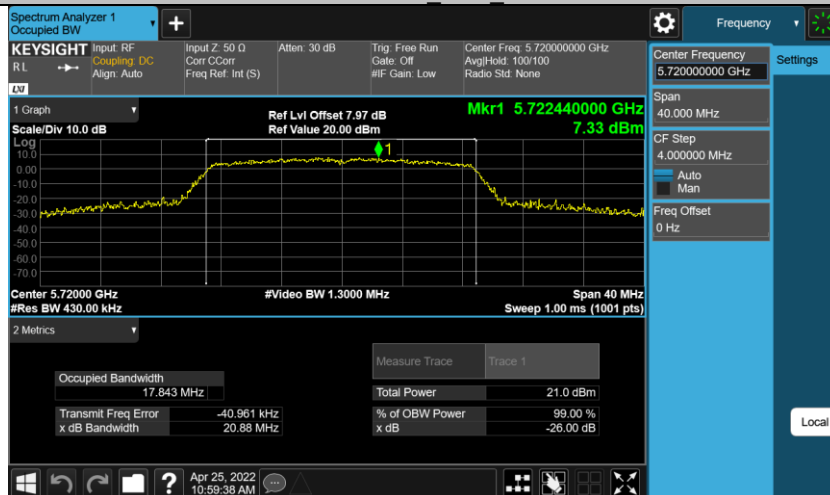 Spectrum Analyzer 1
Occupied BW
+
Frequency
KEYSIGHT
RL
LXI
Input: RF
Coupling: DC
Align: Auto
Input Z: 50 Ω
Corr CCorr
Freq Ref: Int (S)
Atten: 30 dB
Trig: Free Run
Gate: Off
#IF Gain: Low
Center Freq: 5.720000000 GHz
Avg|Hold: 100/100
Radio Std: None
Center Frequency
5.720000000 GHz
Settings
Span
40.000 MHz
CF Step
4.000000 MHz
Auto
Man
Freq Offset
0 Hz
Local
1 Graph
Scale/Div 10.0 dB
Ref Lvl Offset 7.97 dB
Ref Value 20.00 dBm
Mkr1 5.722440000 GHz
7.33 dBm
Log
10.0
0.00
-10.0
-20.0
-30.0
-40.0
-50.0
-60.0
-70.0
1
Center 5.72000 GHz
#Video BW 1.3000 MHz
Span 40 MHz
#Res BW 430.00 kHz
Sweep 1.00 ms (1001 pts)
2 Metrics
Measure Trace
Trace 1
Occupied Bandwidth
17.843 MHz
Total Power
21.0 dBm
Transmit Freq Error
-40.961 kHz
% of OBW Power
99.00 %
x dB Bandwidth
20.88 MHz
x dB
-26.00 dB
?
Apr 25, 2022
10:59:38 AM